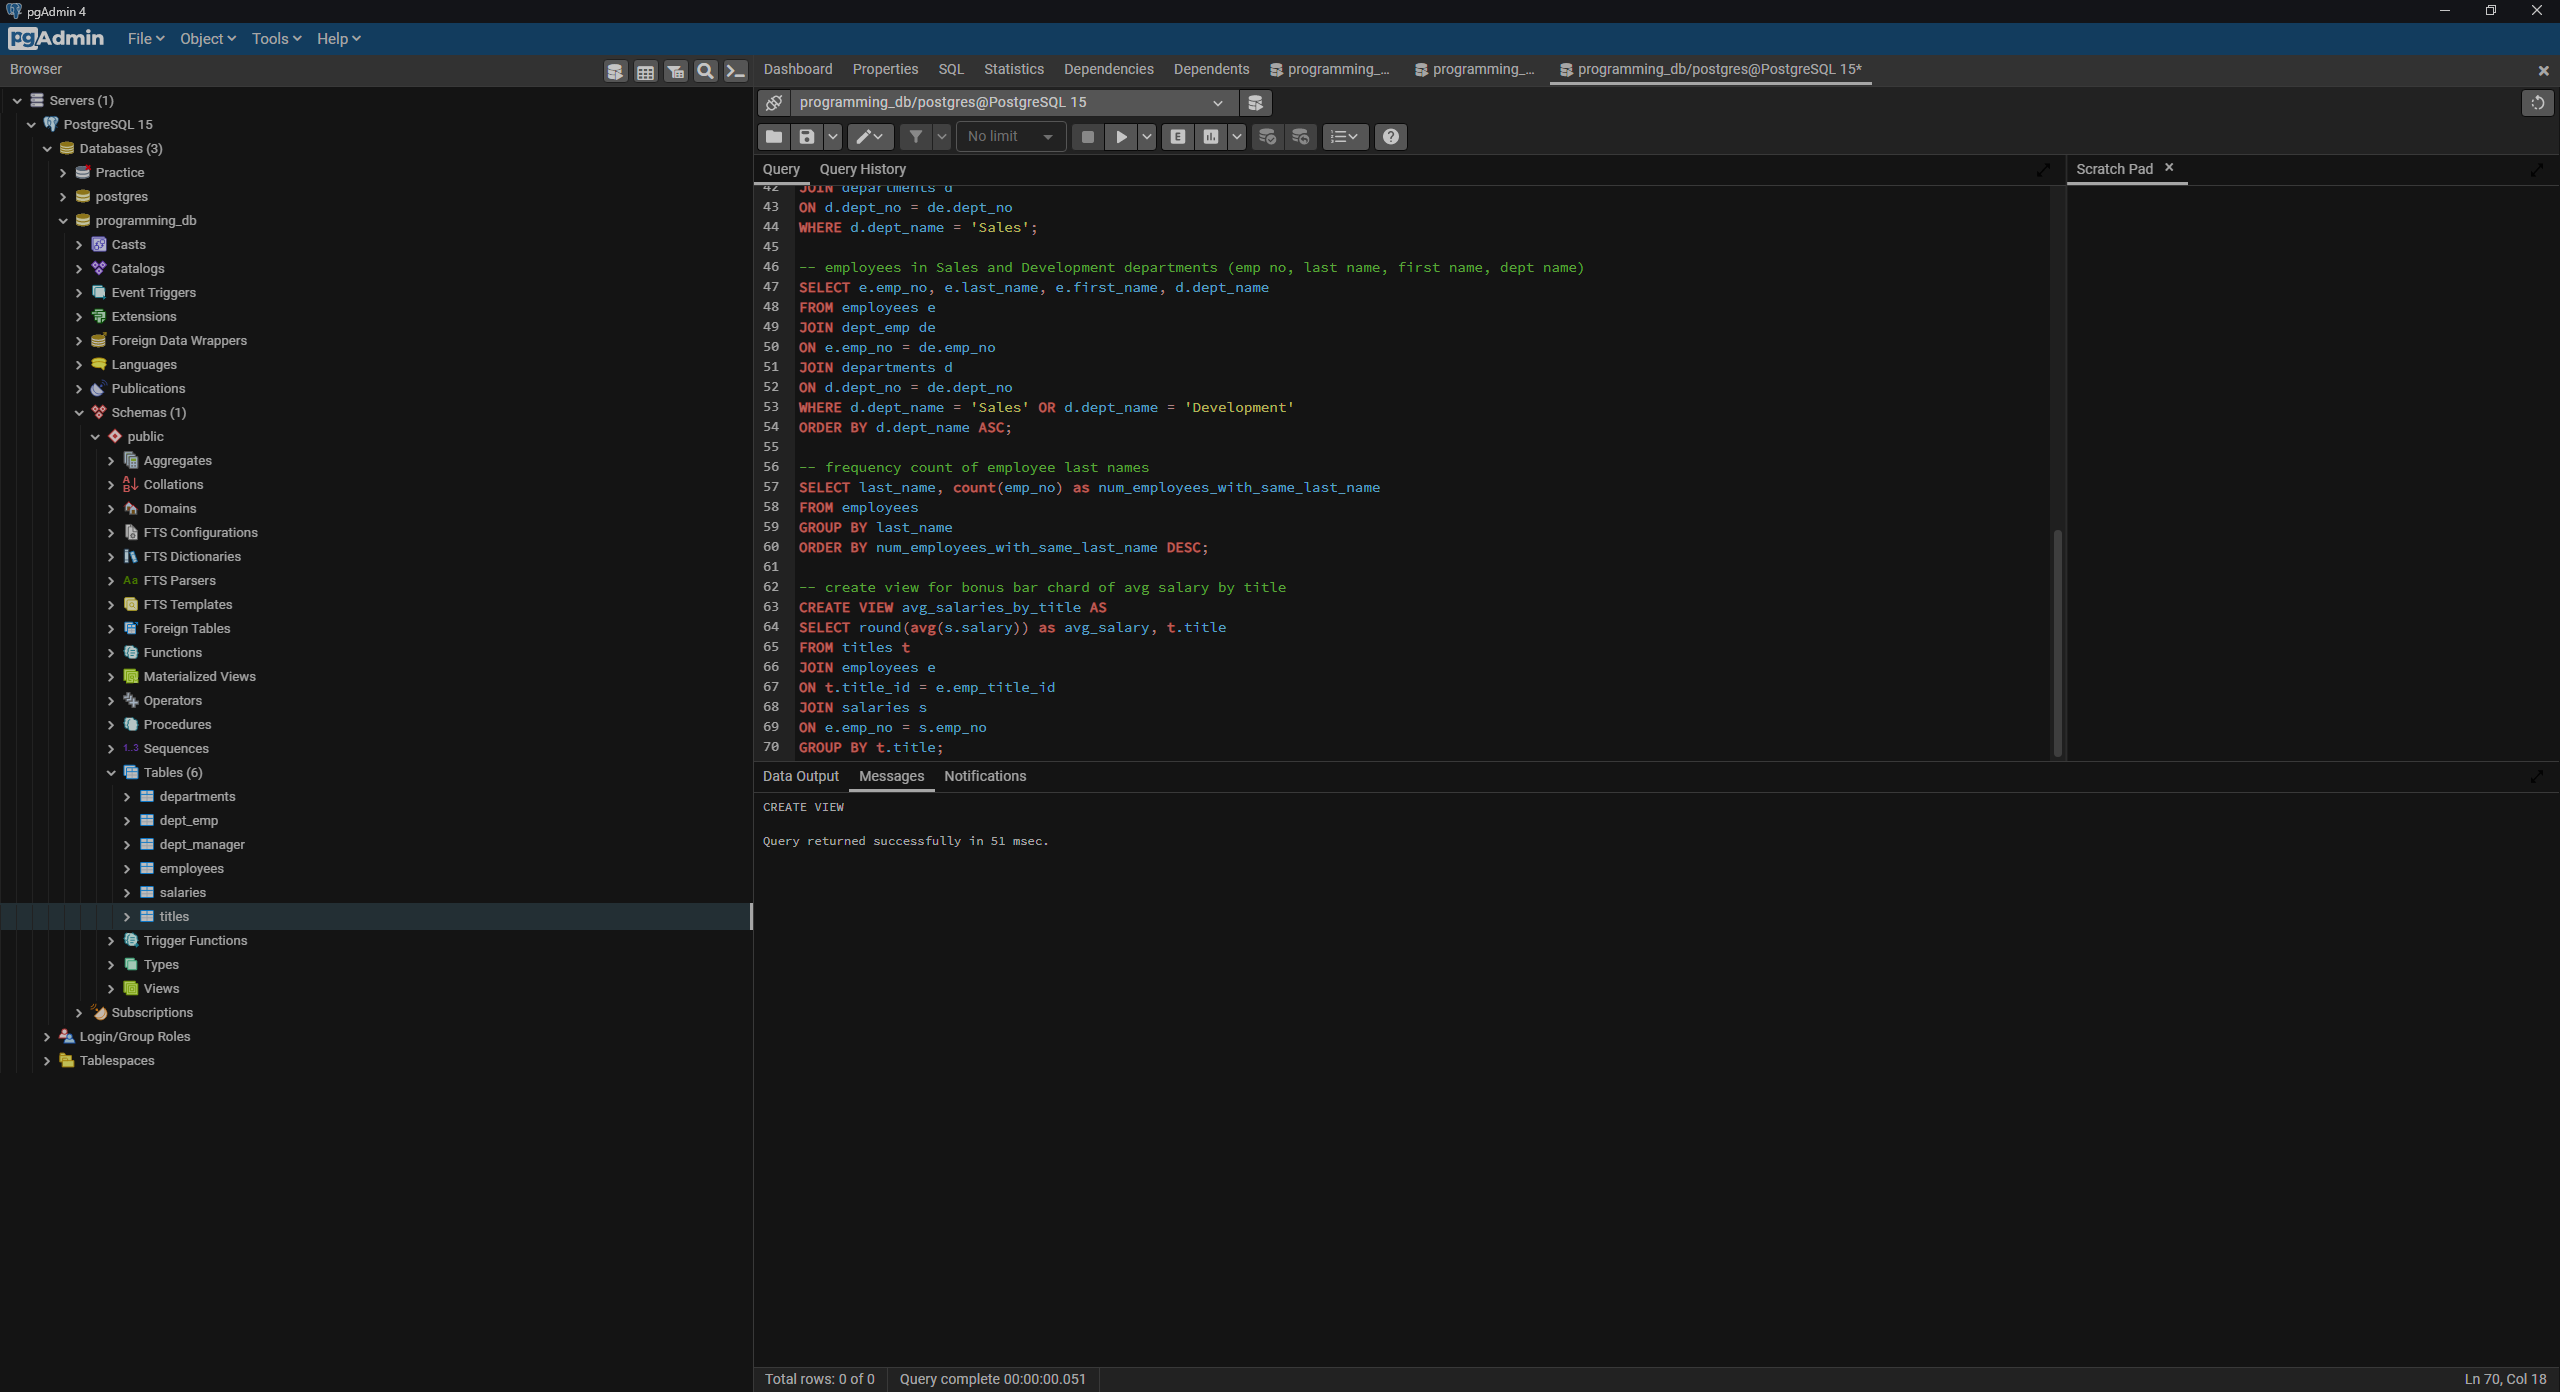 pgAdmin 4
pgAdmin File Object Tools Help
Browser
Dashboard Properties SQL Statistics Dependencies Dependents programming_... programming_... programming_db/postgres@PostgreSQL 15*
Servers (1)
PostgreSQL 15
Databases (3)
Practice
postgres
programming_db
Casts
Catalogs
Event Triggers
Extensions
Foreign Data Wrappers
Languages
Publications
Schemas (1)
public
Aggregates
Collations
Domains
FTS Configurations
FTS Dictionaries
Aa FTS Parsers
FTS Templates
Foreign Tables
Functions
Materialized Views
Operators
Procedures
1..3 Sequences
Tables (6)
departments
dept_emp
dept_manager
employees
salaries
titles
Trigger Functions
Types
Views
Subscriptions
Login/Group Roles
Tablespaces
programming_db/postgres@PostgreSQL 15
No limit
E
Query Query History
Scratch Pad
42 JOIN departments d
43 ON d.dept_no = de.dept_no
44 WHERE d.dept_name = 'Sales';
45
46 -- employees in Sales and Development departments (emp no, last name, first name, dept name)
47 SELECT e.emp_no, e.last_name, e.first_name, d.dept_name
48 FROM employees e
49 JOIN dept_emp de
50 ON e.emp_no = de.emp_no
51 JOIN departments d
52 ON d.dept_no = de.dept_no
53 WHERE d.dept_name = 'Sales' OR d.dept_name = 'Development'
54 ORDER BY d.dept_name ASC;
55
56 -- frequency count of employee last names
57 SELECT last_name, count(emp_no) as num_employees_with_same_last_name
58 FROM employees
59 GROUP BY last_name
60 ORDER BY num_employees_with_same_last_name DESC;
61
62 -- create view for bonus bar chard of avg salary by title
63 CREATE VIEW avg_salaries_by_title AS
64 SELECT round(avg(s.salary)) as avg_salary, t.title
65 FROM titles t
66 JOIN employees e
67 ON t.title_id = e.emp_title_id
68 JOIN salaries s
69 ON e.emp_no = s.emp_no
70 GROUP BY t.title;
Data Output Messages Notifications
CREATE VIEW
Query returned successfully in 51 msec.
Total rows: 0 of 0 Query complete 00:00:00.051
Ln 70, Col 18